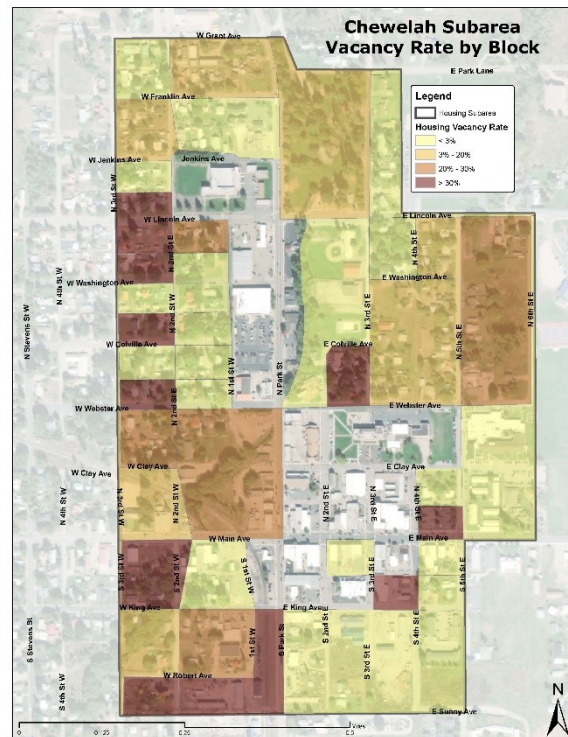 Chewelah Subarea
Vacancy Rate by Block
W Grant Ave
E Park Lane
W Franklin Ave
Legend
Housing Subarea
Housing Vacancy Rate
< 3%
3% - 20%
20% - 30%
> 30%
W Jenkins Ave
Jenkins Ave
N 3rd St W
W Lincoln Ave
E Lincoln Ave
N 2nd St E
N 4th St E
W Washington Ave
E Washington Ave
N 4th St W
N Stevens St W
N 2nd St W
N 3rd St E
N 5th St E
N 6th St E
W Colville Ave
E Colville Ave
N 1st St W
N Park St
N 2nd St E
W Webster Ave
E Webster Ave
W Clay Ave
W Clay Ave
E Clay Ave
N 4th St W
N 3rd St W
N 2nd St W
N 2nd St E
N 3rd St E
N 4th St E
W Main Ave
E Main Ave
S 3rd St W
S 2nd St W
S 1st St W
S 3rd St E
S 5th St E
W King Ave
E King Ave
S Stevens St
S 4th St W
1st St W
S Park St
S 2nd St E
S 3rd St E
S 4th St E
W Robert Ave
E Sunny Ave
N
Miles
0
0.25
0.5